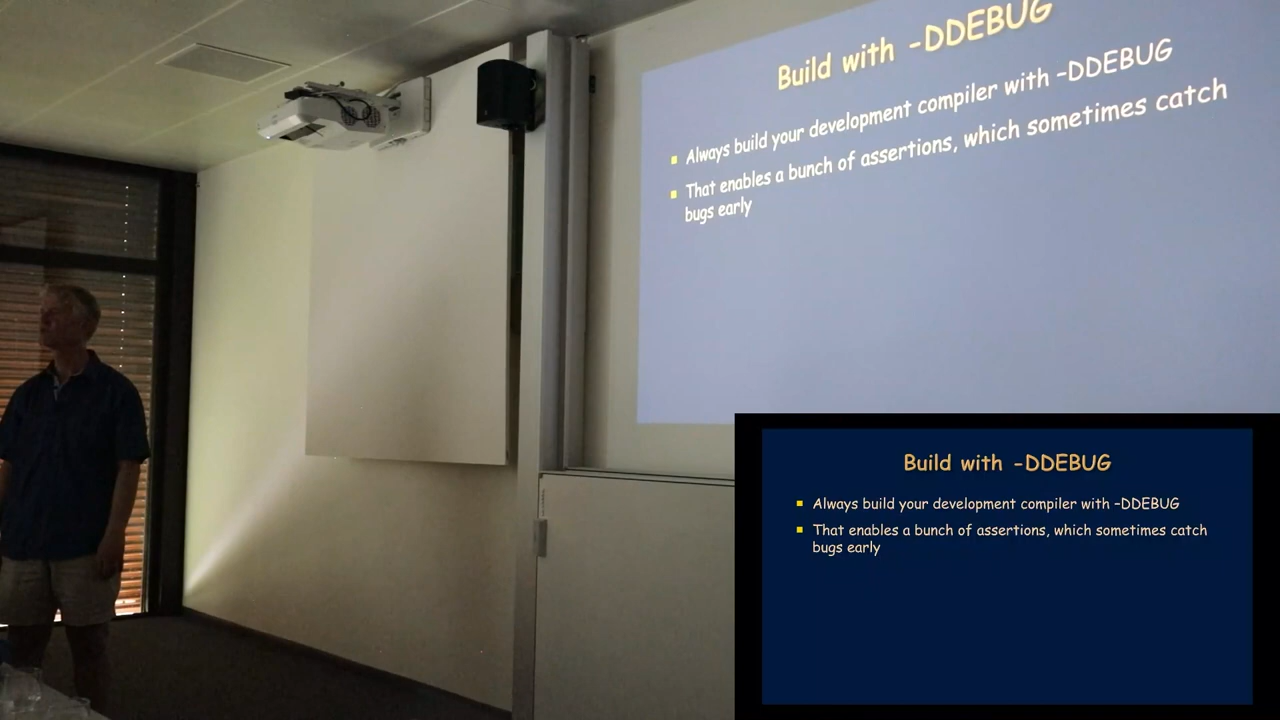 Build with -DDEBUG
Always build your development compiler with -DDEBUG
That enables a bunch of assertions, which sometimes catch
bugs early
Build with -DDEBUG
Always build your development compiler with -DDEBUG
That enables a bunch of assertions, which sometimes catch
bugs early